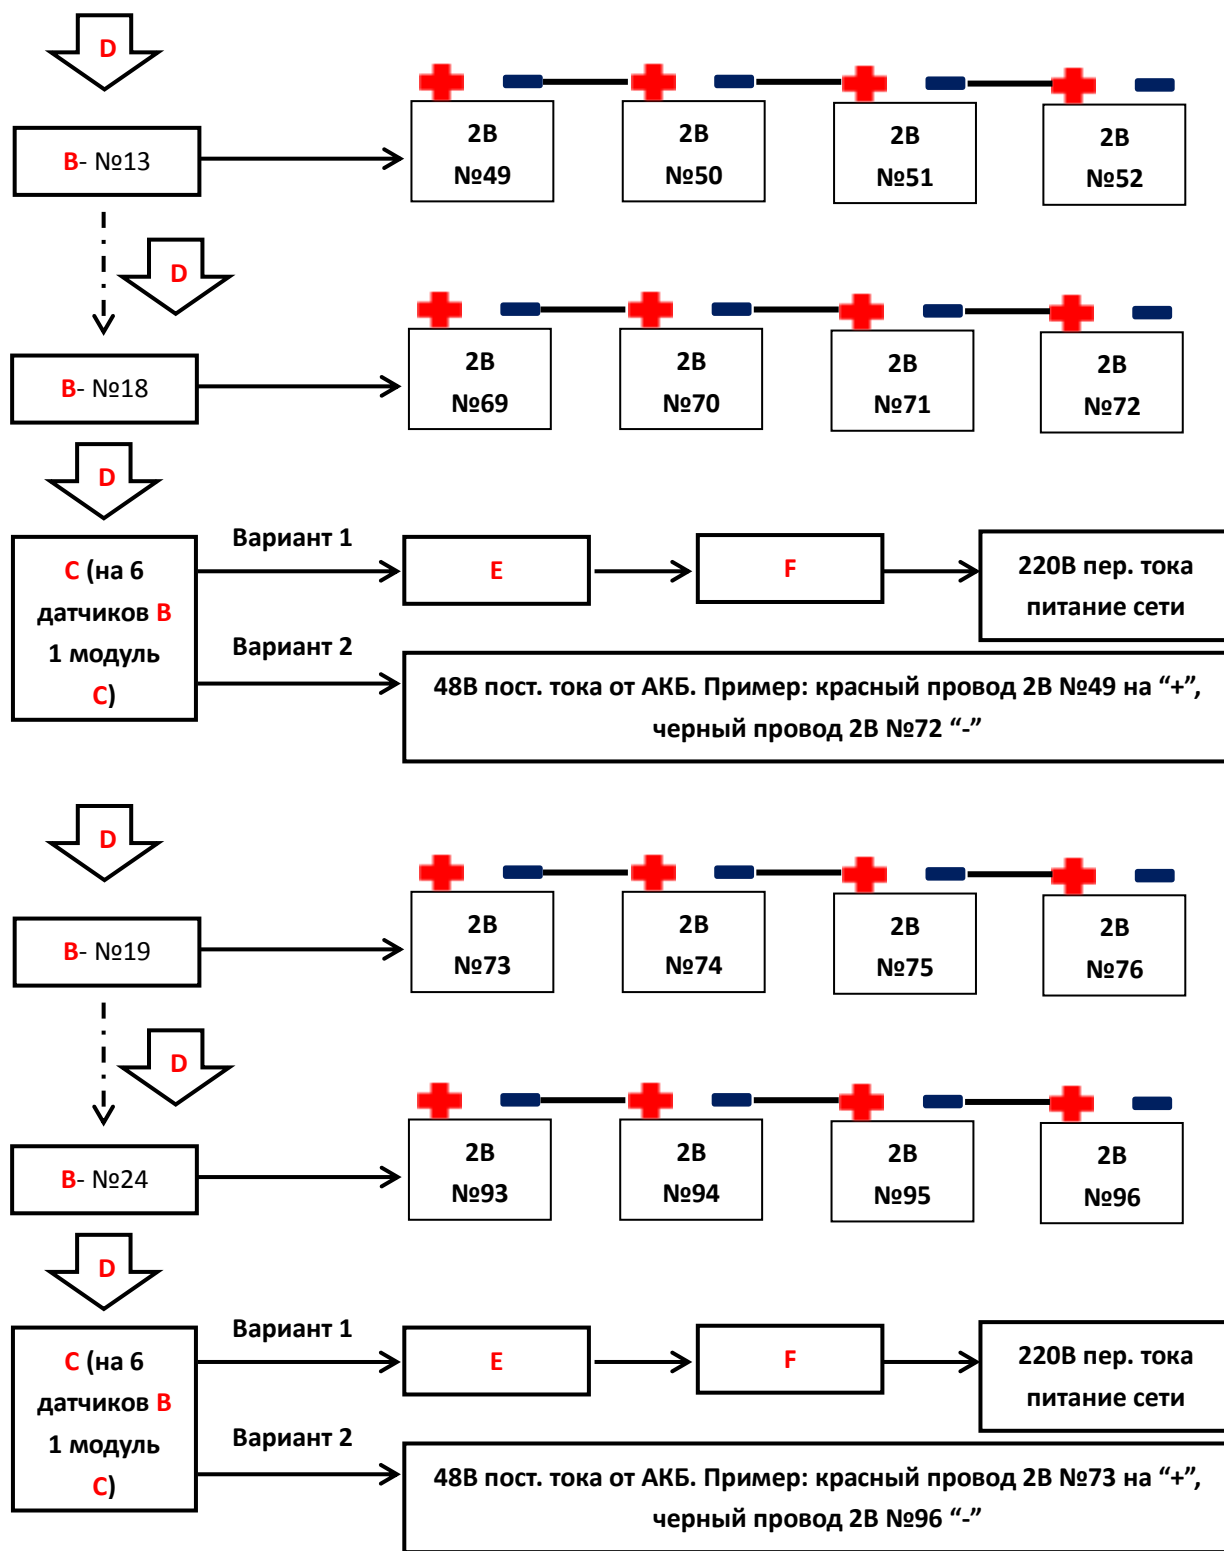 D
B- №13
2В
№49
2В
№50
2В
№51
2В
№52
D
B- №18
2В
№69
2В
№70
2В
№71
2В
№72
D
C (на 6
датчиков B
1 модуль
C)
Вариант 1
E
F
220В пер. тока
питание сети
Вариант 2
48В пост. тока от АКБ. Пример: красный провод 2В №49 на “+”,
черный провод 2В №72 “-”
D
B- №19
2В
№73
2В
№74
2В
№75
2В
№76
D
B- №24
2В
№93
2В
№94
2В
№95
2В
№96
D
C (на 6
датчиков B
1 модуль
C)
Вариант 1
E
F
220В пер. тока
питание сети
Вариант 2
48В пост. тока от АКБ. Пример: красный провод 2В №73 на “+”,
черный провод 2В №96 “-”